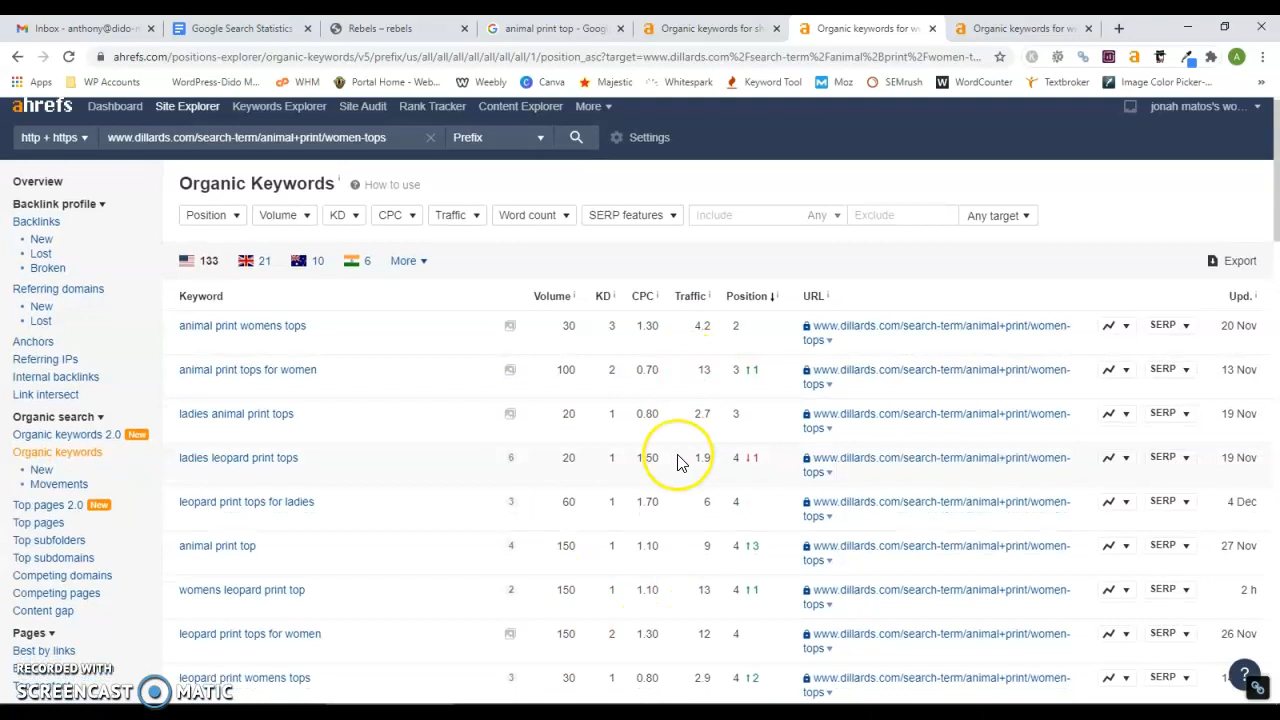 Inbox - anthony@dido-m
Google Search Statistics
Rebels – rebels
animal print top - Goog
Organic keywords for sh
Organic keywords for w
Organic keywords for w
ahrefs.com/positions-explorer/organic-keywords/v5/prefix/all/all/all/all/all/all/1/position_asc?target=www.dillards.com%2Fsearch-term%2Fanimal%2Bprint%2Fwomen-t...
Apps
WP Accounts
WordPress-Dido M...
WHM
Portal Home - Web...
Weebly
Canva
Majestic
Whitespark
Keyword Tool
Moz
SEMrush
WordCounter
Textbroker
Image Color Picker-...
ahrefs Dashboard Site Explorer Keywords Explorer Site Audit Rank Tracker Content Explorer More jonah matos's wo...
http + https www.dillards.com/search-term/animal+print/women-tops Prefix Settings
Overview
Backlink profile
Backlinks
New
Lost
Broken
Referring domains
New
Lost
Anchors
Referring IPs
Internal backlinks
Link intersect
Organic search
Organic keywords 2.0 New
Organic keywords
New
Movements
Top pages 2.0 New
Top pages
Top subfolders
Top subdomains
Competing domains
Competing pages
Content gap
Pages
Best by links
Organic Keywords i ? How to use
Position Volume KD CPC Traffic Word count SERP features Include Any Exclude Any target
133 21 10 6 More Export
Keyword Volume i KD i CPC i Traffic i Position ↓ i URL i Upd. i
animal print womens tops 30 3 1.30 4.2 2 www.dillards.com/search-term/animal+print/women- SERP 20 Nov
tops
animal print tops for women 100 2 0.70 13 3 ↑1 www.dillards.com/search-term/animal+print/women- SERP 13 Nov
tops
ladies animal print tops 20 1 0.80 2.7 3 www.dillards.com/search-term/animal+print/women- SERP 19 Nov
tops
ladies leopard print tops 6 20 1 1.50 1.9 4 ↓1 www.dillards.com/search-term/animal+print/women- SERP 19 Nov
tops
leopard print tops for ladies 3 60 1 1.70 6 4 www.dillards.com/search-term/animal+print/women- SERP 4 Dec
tops
animal print top 4 150 1 1.10 9 4 ↑3 www.dillards.com/search-term/animal+print/women- SERP 27 Nov
tops
womens leopard print top 2 150 1 1.10 13 4 ↑1 www.dillards.com/search-term/animal+print/women- SERP 2 h
tops
leopard print tops for women 150 2 1.30 12 4 www.dillards.com/search-term/animal+print/women- SERP 26 Nov
tops
leopard print womens tops 3 30 1 0.80 2.9 4 ↑2 www.dillards.com/search-term/animal+print/women- SERP
tops
RECORDED WITH
SCREENCAST MATIC
?